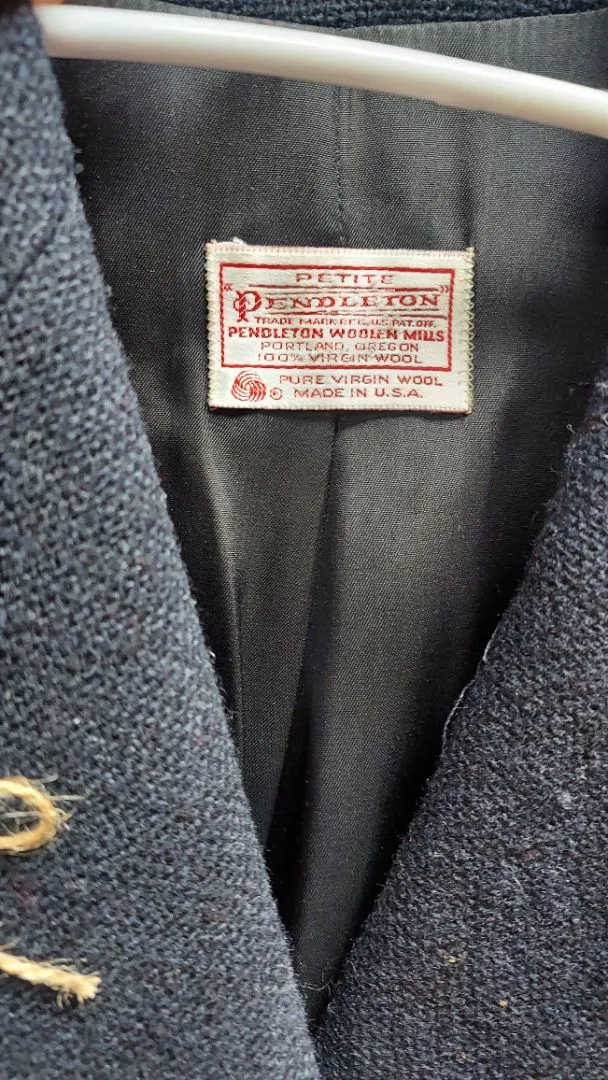 PETITE
"PENDLETON"
TRADE MARK REG. U.S. PAT. OFF.
PENDLETON WOOLEN MILLS
PORTLAND, OREGON
100% VIRGIN WOOL
PURE VIRGIN WOOL
® MADE IN U.S.A.